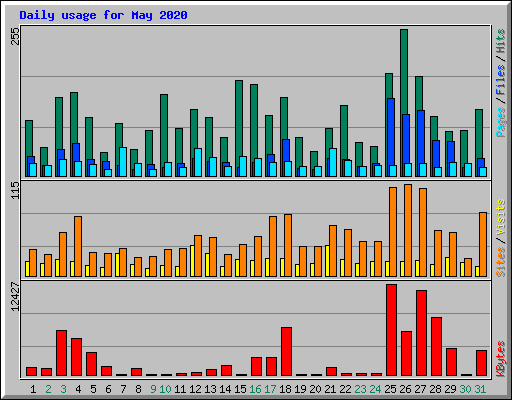 Daily usage for May 2020
255
Pages / Files / Hits
115
Sites / Visits
12427
KBytes
1 2 3 4 5 6 7 8 9 10 11 12 13 14 15 16 17 18 19 20 21 22 23 24 25 26 27 28 29 30 31